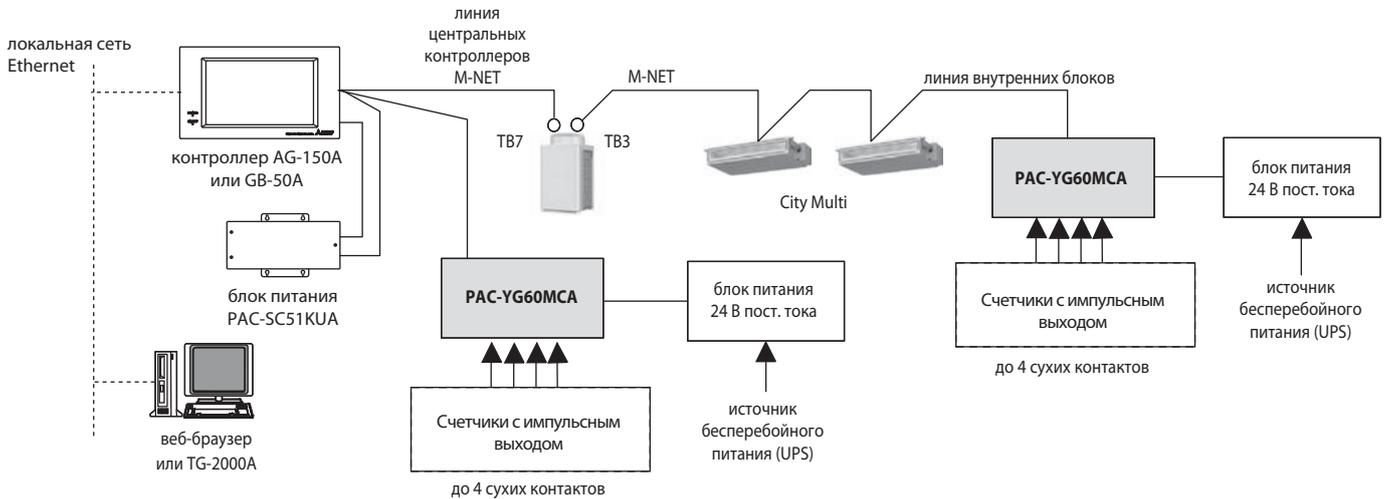 локальная сеть
Ethernet
линия
центральных
контроллеров
M-NET
M-NET
линия внутренних блоков
TB7
TB3
контроллер AG-150A
или GB-50A
City Multi
PAC-YG60MCA
блок питания
24 В пост. тока
блок питания
PAC-SC51KUA
PAC-YG60MCA
блок питания
24 В пост. тока
Счетчики с импульсным
выходом
до 4 сухих контактов
источник
бесперебойного
питания (UPS)
веб-браузер
или TG-2000A
Счетчики с импульсным
выходом
до 4 сухих контактов
источник
бесперебойного
питания (UPS)